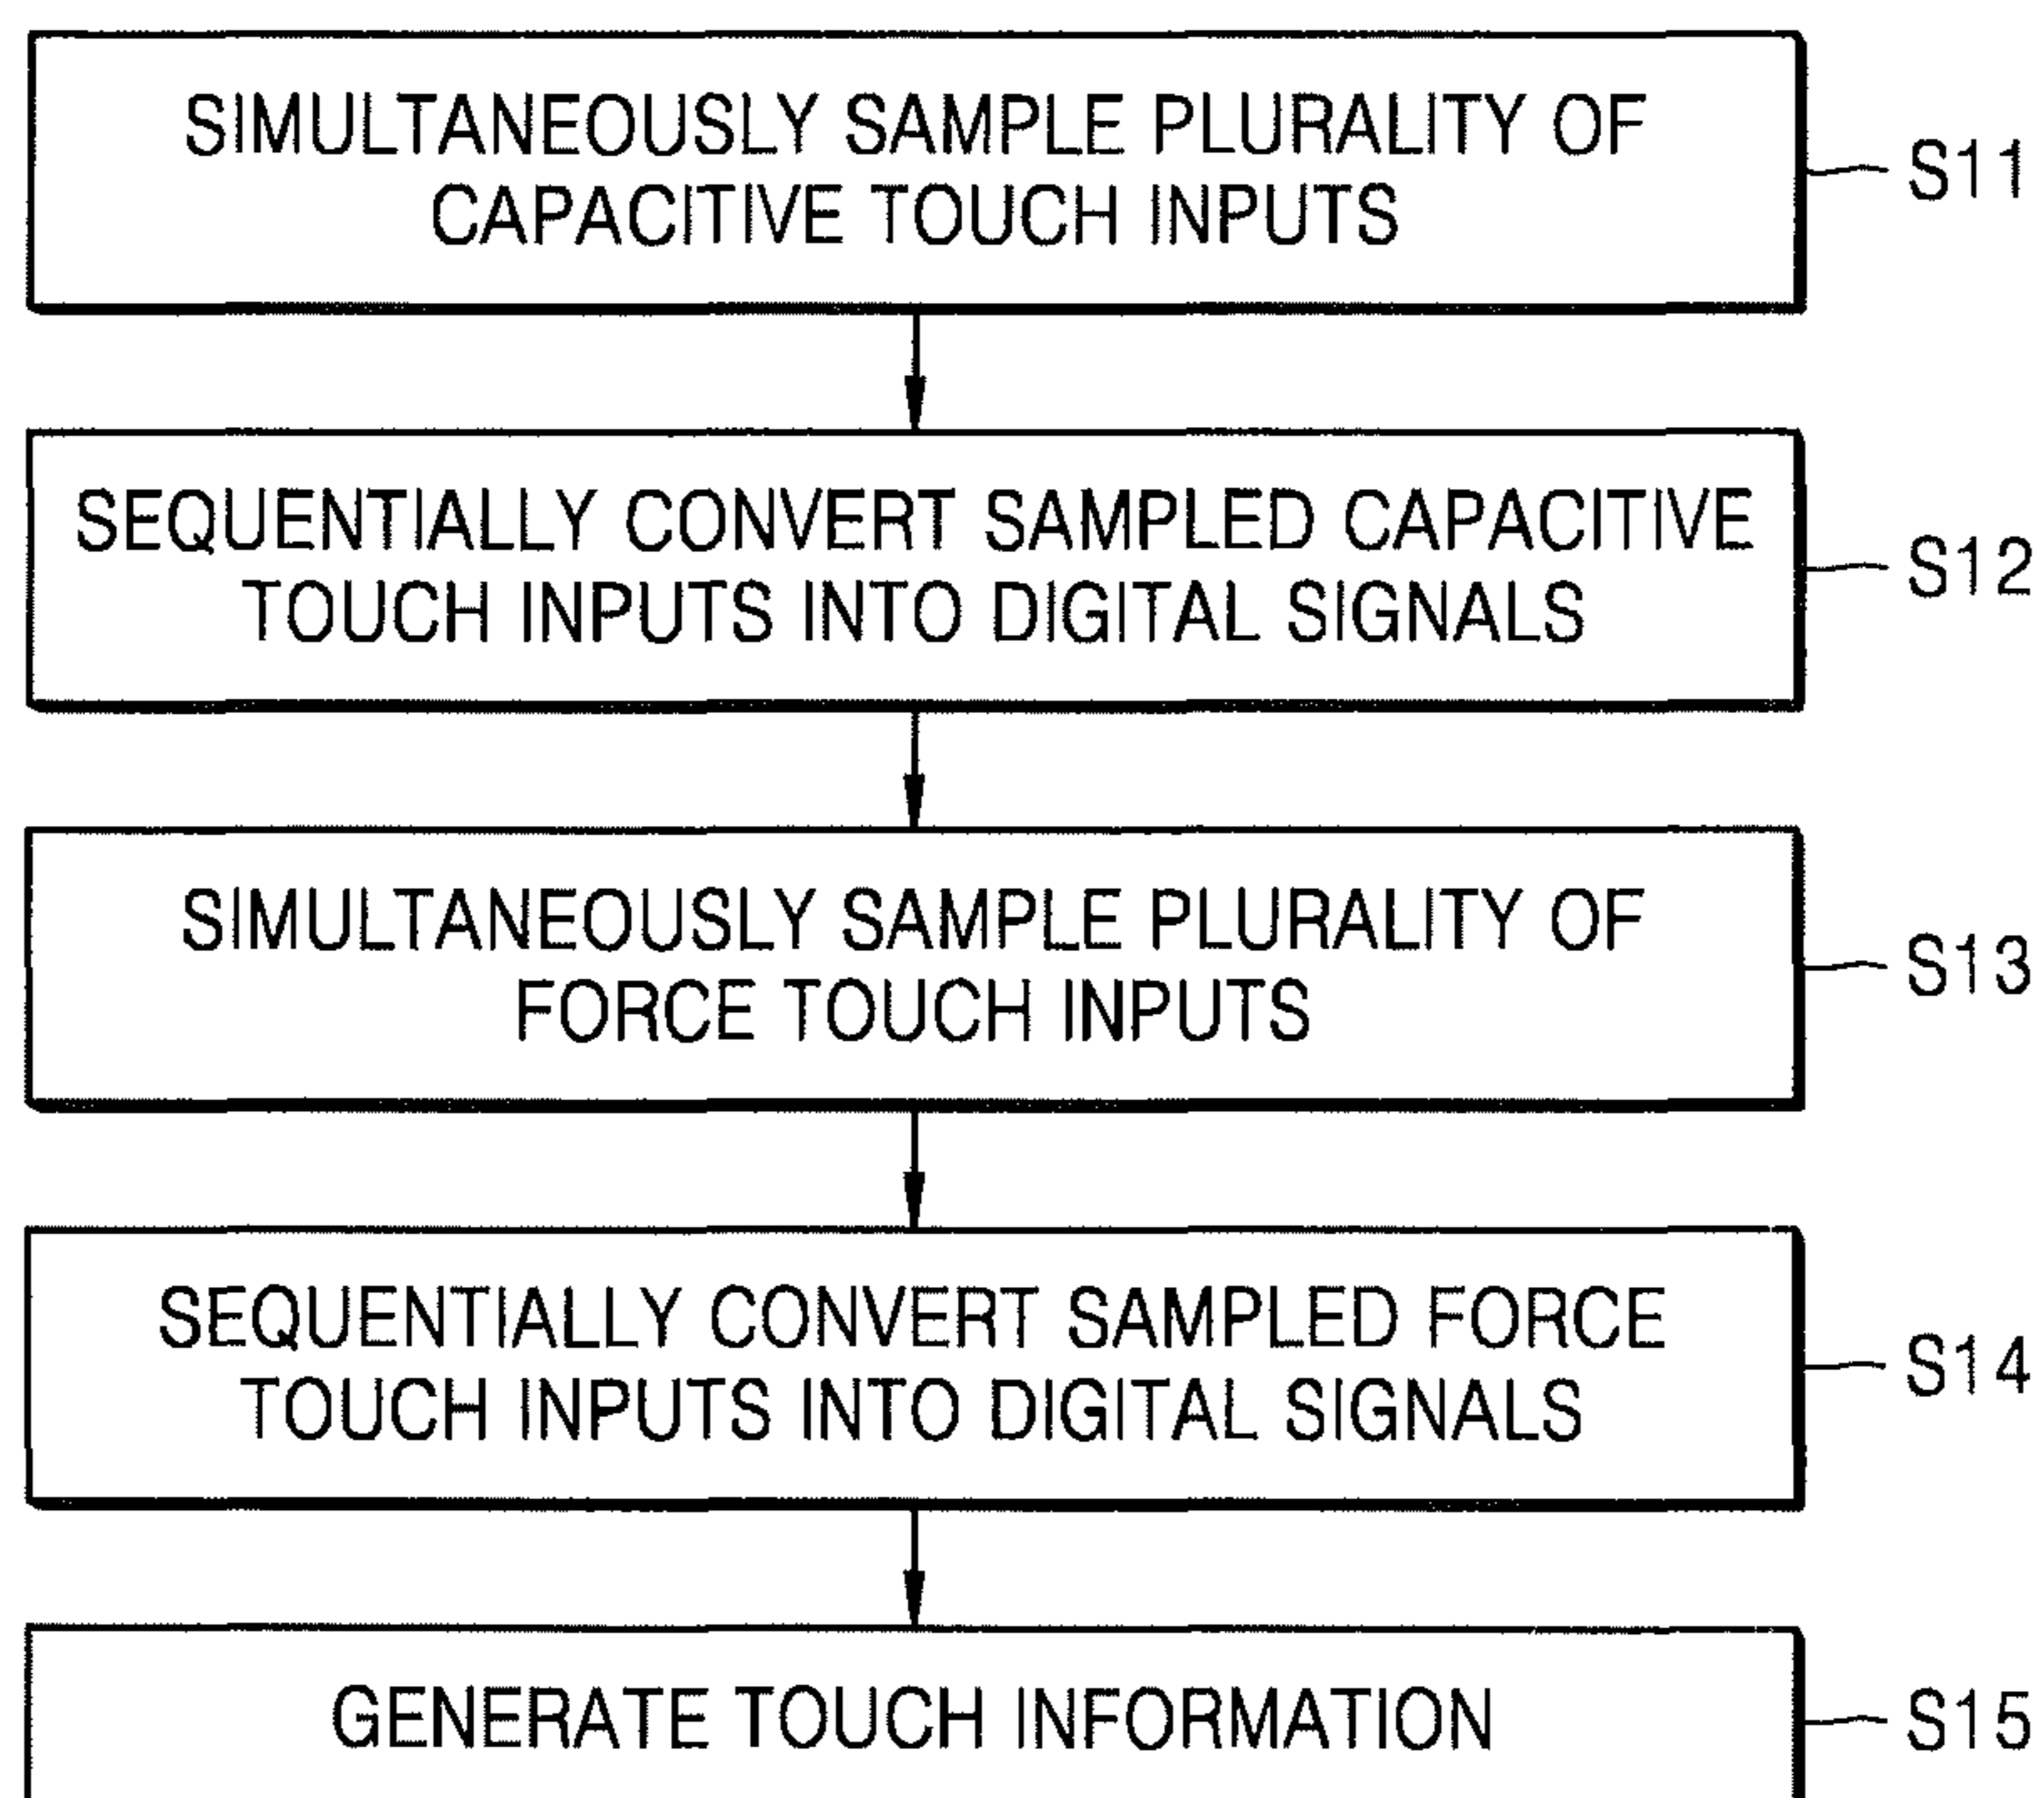 SIMULTANEOUSLY SAMPLE PLURALITY OF
CAPACITIVE TOUCH INPUTS
S11
SEQUENTIALLY CONVERT SAMPLED CAPACITIVE
TOUCH INPUTS INTO DIGITAL SIGNALS
S12
SIMULTANEOUSLY SAMPLE PLURALITY OF
FORCE TOUCH INPUTS
S13
SEQUENTIALLY CONVERT SAMPLED FORCE
TOUCH INPUTS INTO DIGITAL SIGNALS
S14
GENERATE TOUCH INFORMATION
S15